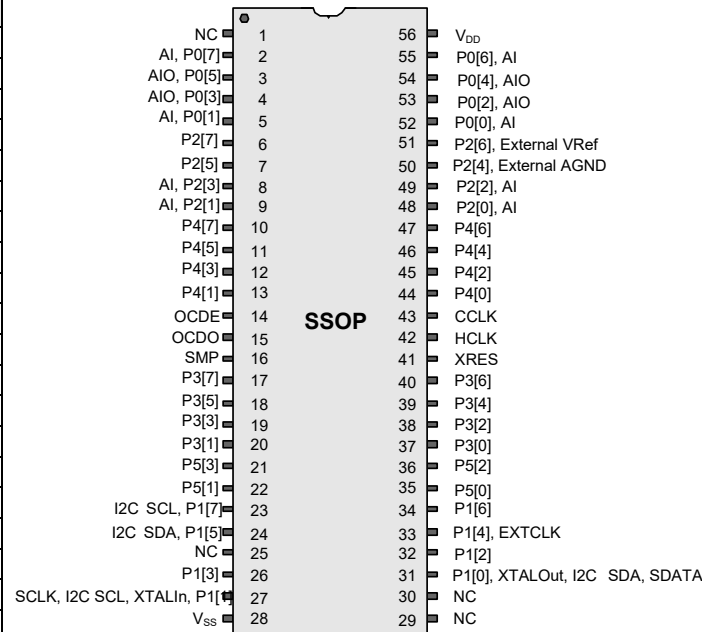 NC 1 56 VDD
AI, P0[7] 2 55 P0[6], AI
AIO, P0[5] 3 54 P0[4], AIO
AIO, P0[3] 4 53 P0[2], AIO
AI, P0[1] 5 52 P0[0], AI
P2[7] 6 51 P2[6], External VRef
P2[5] 7 50 P2[4], External AGND
AI, P2[3] 8 49 P2[2], AI
AI, P2[1] 9 48 P2[0], AI
P4[7] 10 47 P4[6]
P4[5] 11 46 P4[4]
P4[3] 12 45 P4[2]
P4[1] 13 44 P4[0]
OCDE 14 SSOP 43 CCLK
OCDO 15 42 HCLK
SMP 16 41 XRES
P3[7] 17 40 P3[6]
P3[5] 18 39 P3[4]
P3[3] 19 38 P3[2]
P3[1] 20 37 P3[0]
P5[3] 21 36 P5[2]
P5[1] 22 35 P5[0]
I2C SCL, P1[7] 23 34 P1[6]
I2C SDA, P1[5] 24 33 P1[4], EXTCLK
NC 25 32 P1[2]
P1[3] 26 31 P1[0], XTALOut, I2C SDA, SDATA
SCLK, I2C SCL, XTALIn, P1[1] 27 30 NC
VSS 28 29 NC